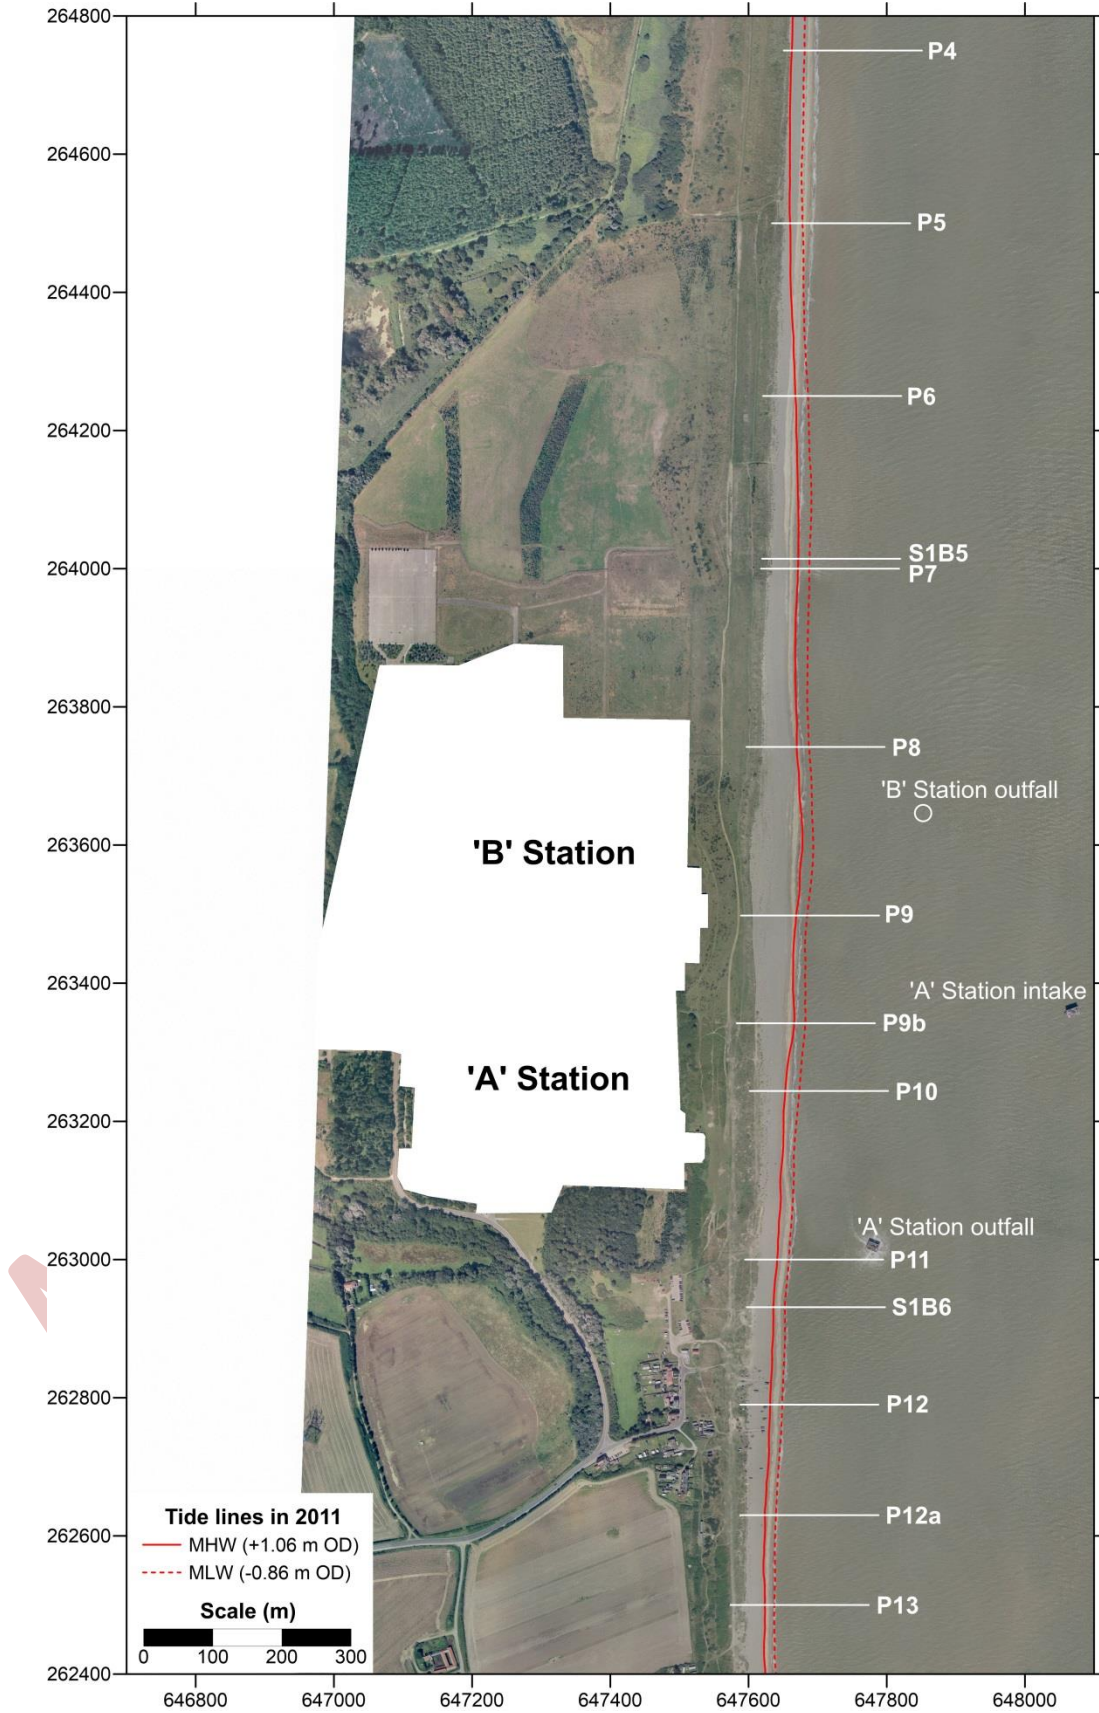 264800
P4
264600
P5
264400
P6
264200
S1B5
264000
P7
263800
P8
'B' Station outfall
'B' Station
263600
P9
263400
'A' Station intake
P9b
'A' Station
P10
263200
'A' Station outfall
263000
P11
S1B6
262800
P12
262600
P12a
P13
262400
Tide lines in 2011
MHW (+1.06 m OD)
MLW (-0.86 m OD)
Scale (m)
0 100 200 300
646800 647000 647200 647400 647600 647800 648000